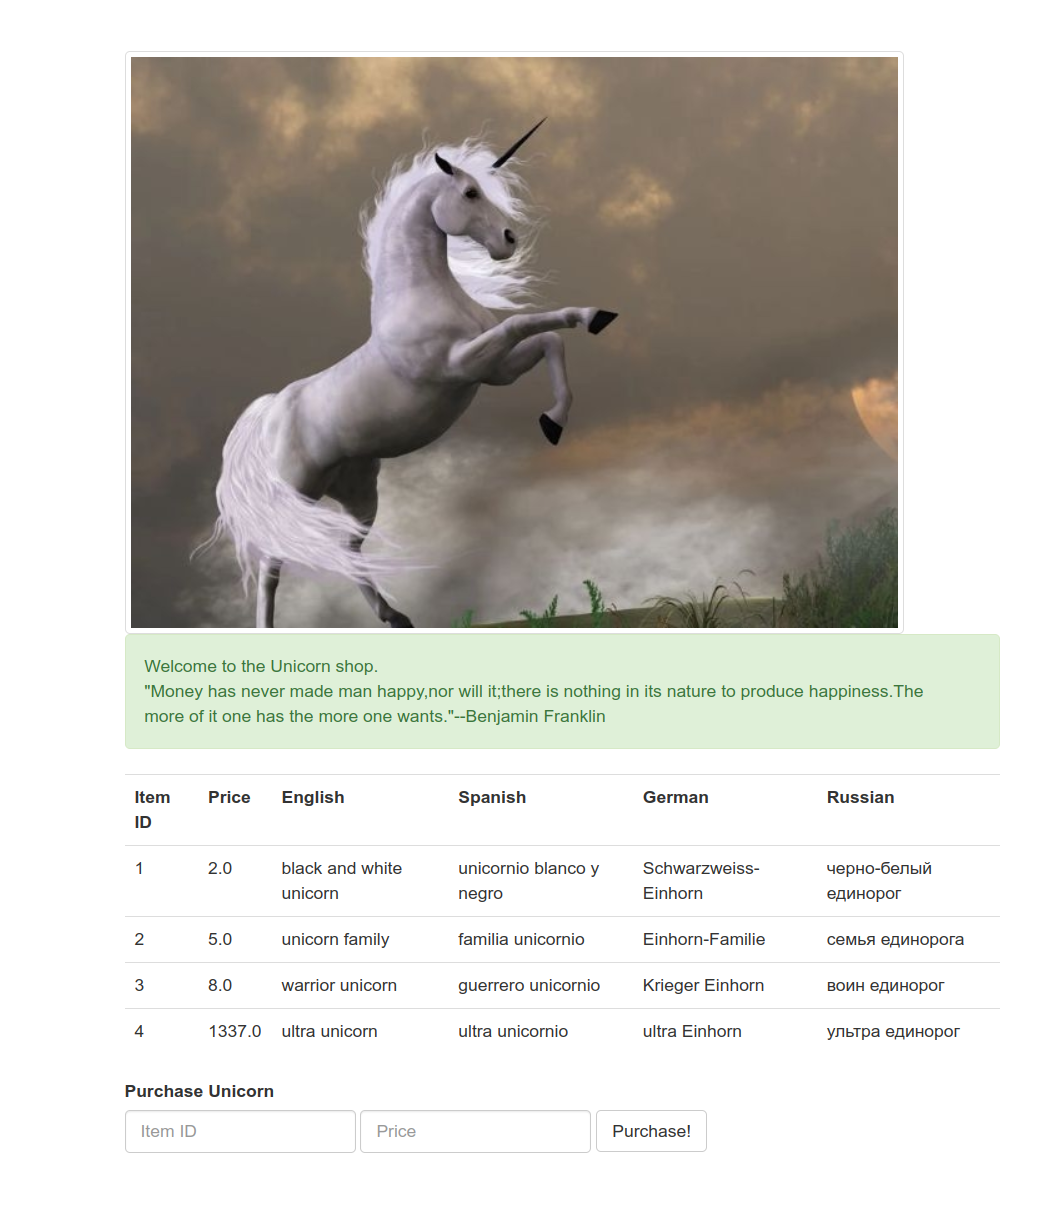 Welcome to the Unicorn shop.
"Money has never made man happy,nor will it;there is nothing in its nature to produce happiness.The
more of it one has the more one wants."--Benjamin Franklin
Item ID Price English Spanish German Russian
1 2.0 black and white unicorn unicornio blanco y negro Schwarzweiss-Einhorn черно-белый единорог
2 5.0 unicorn family familia unicornio Einhorn-Familie семья единорога
3 8.0 warrior unicorn guerrero unicornio Krieger Einhorn воин единорог
4 1337.0 ultra unicorn ultra unicornio ultra Einhorn ультра единорог
Purchase Unicorn
Item ID Price Purchase!